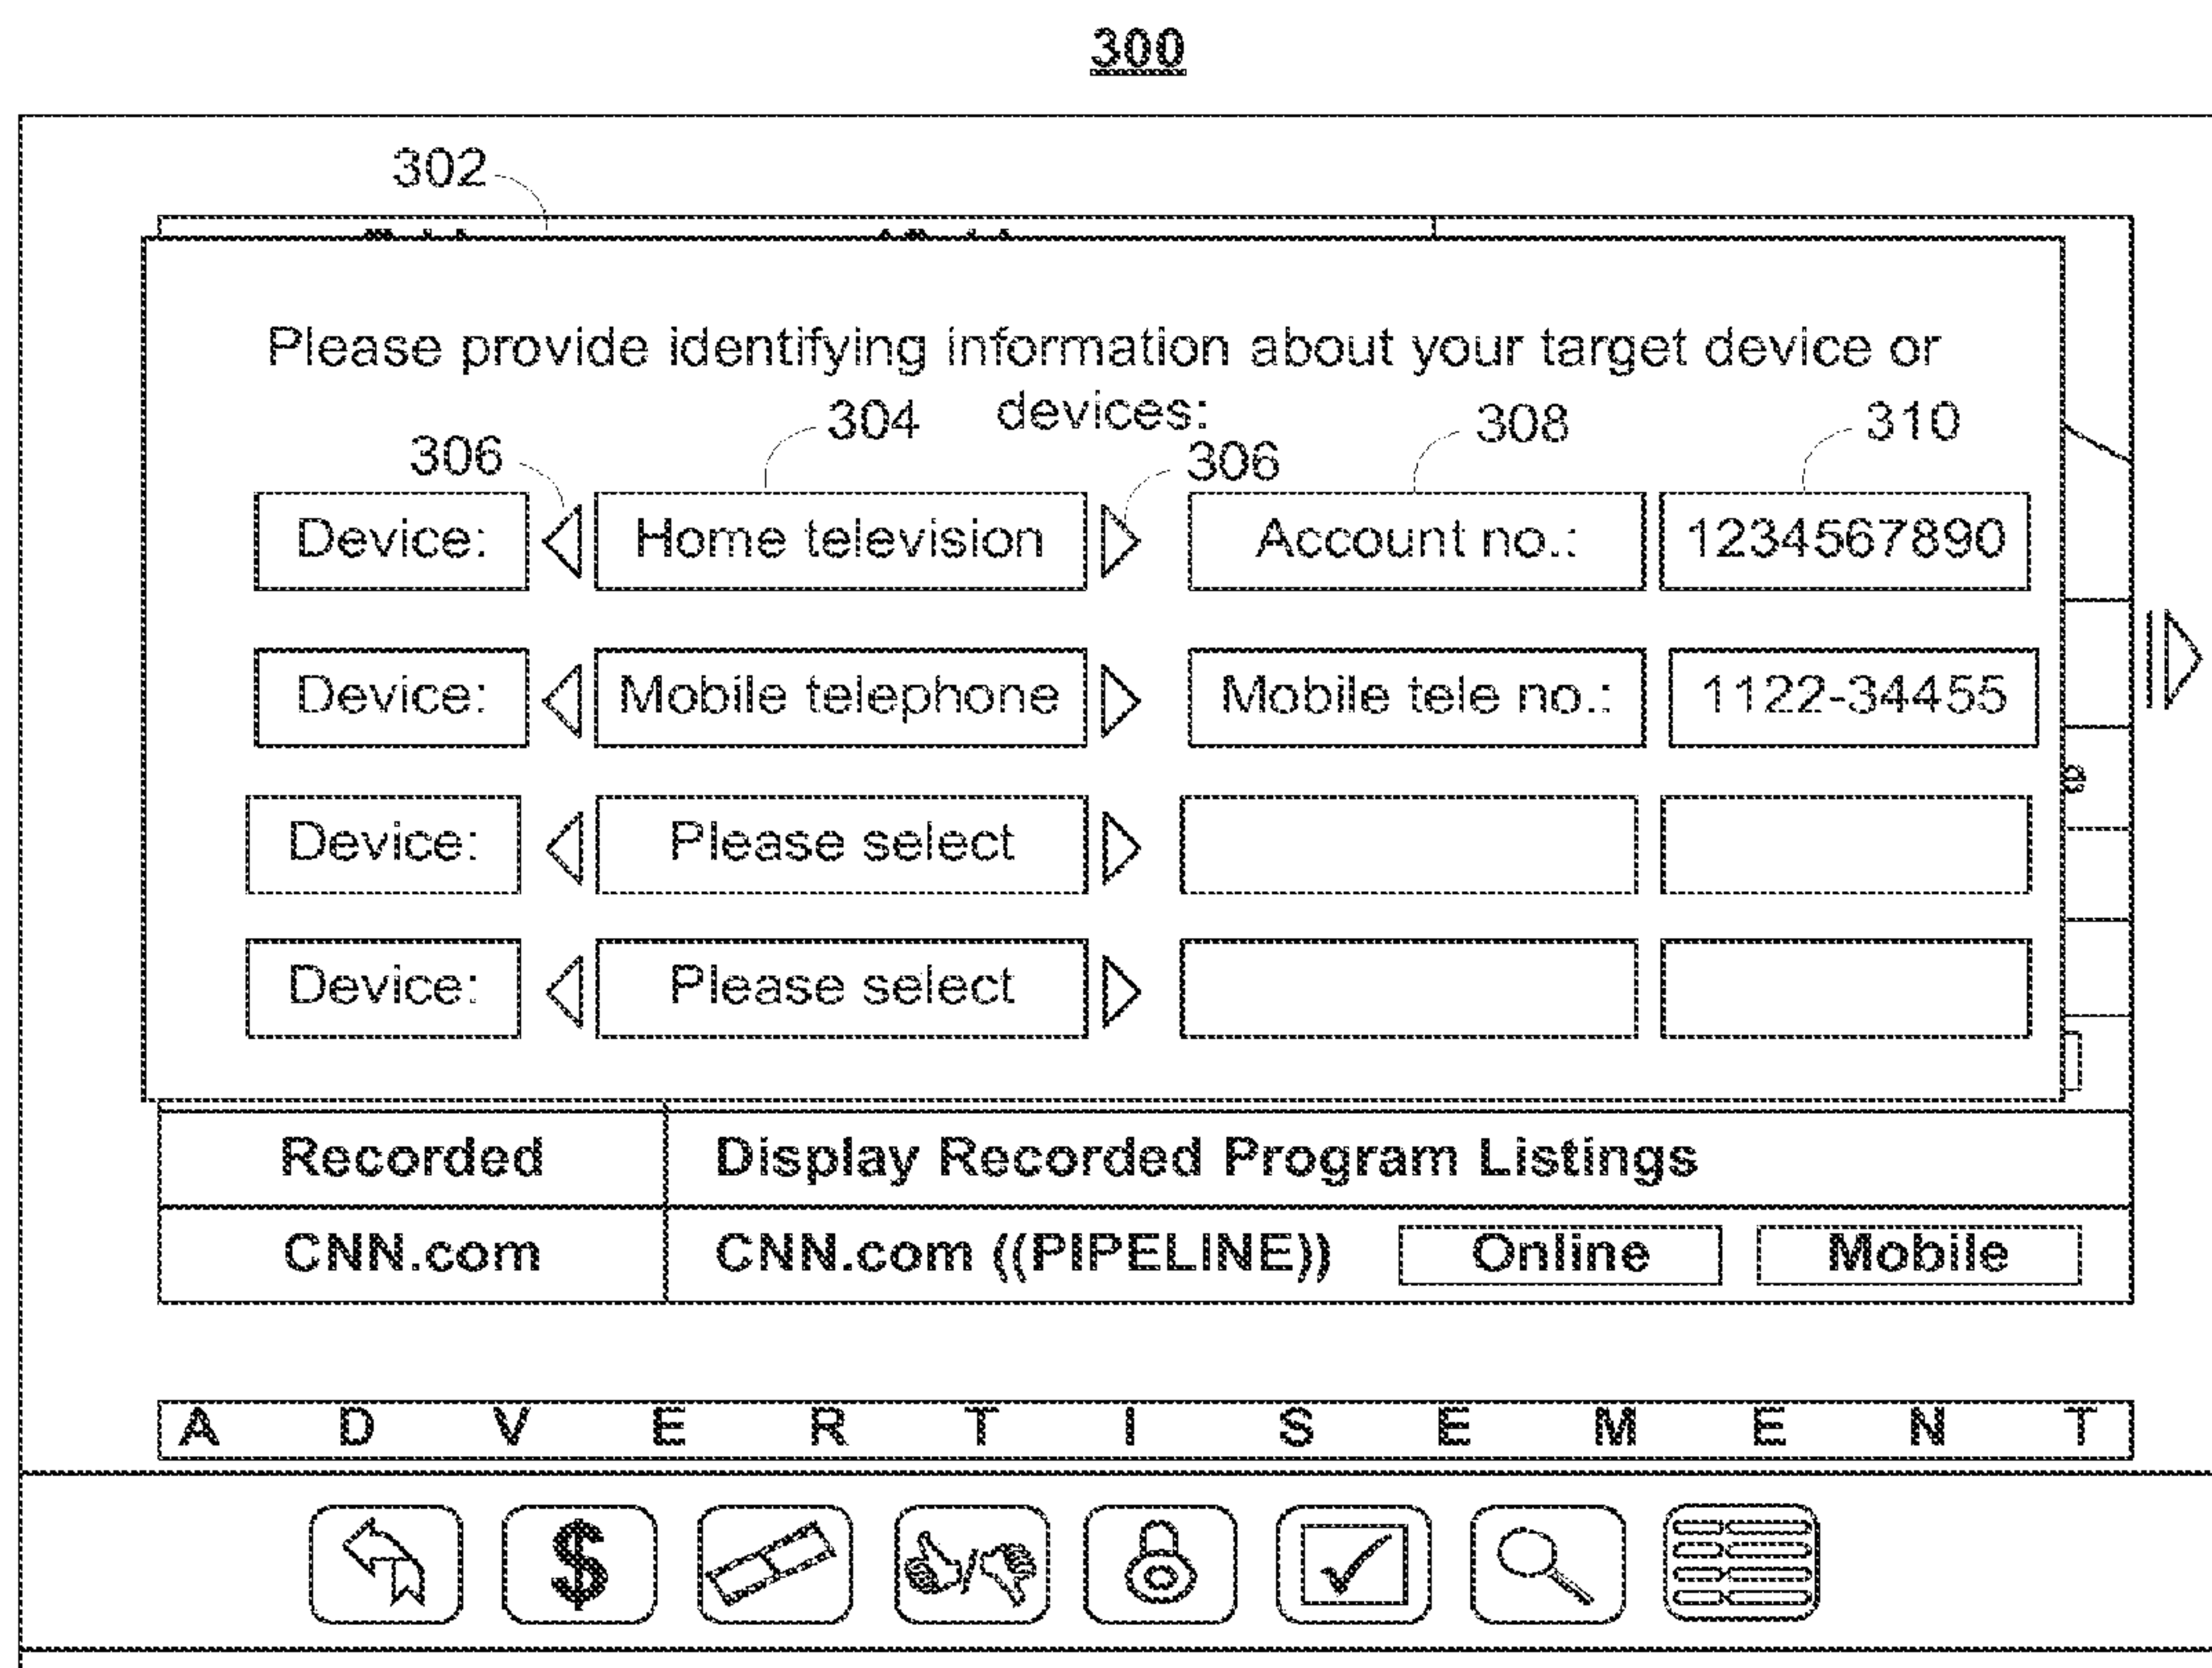 300
302
Please provide identifying information about your target device or
devices:
306 304 306 308 310
Device: Home television Account no.: 1234567890
Device: Mobile telephone Mobile tele no.: 1122-34455
Device: Please select
Device: Please select
Recorded Display Recorded Program Listings
CNN.com CNN.com ((PIPELINE)) Online Mobile
A D V E R T I S E M E N T
$